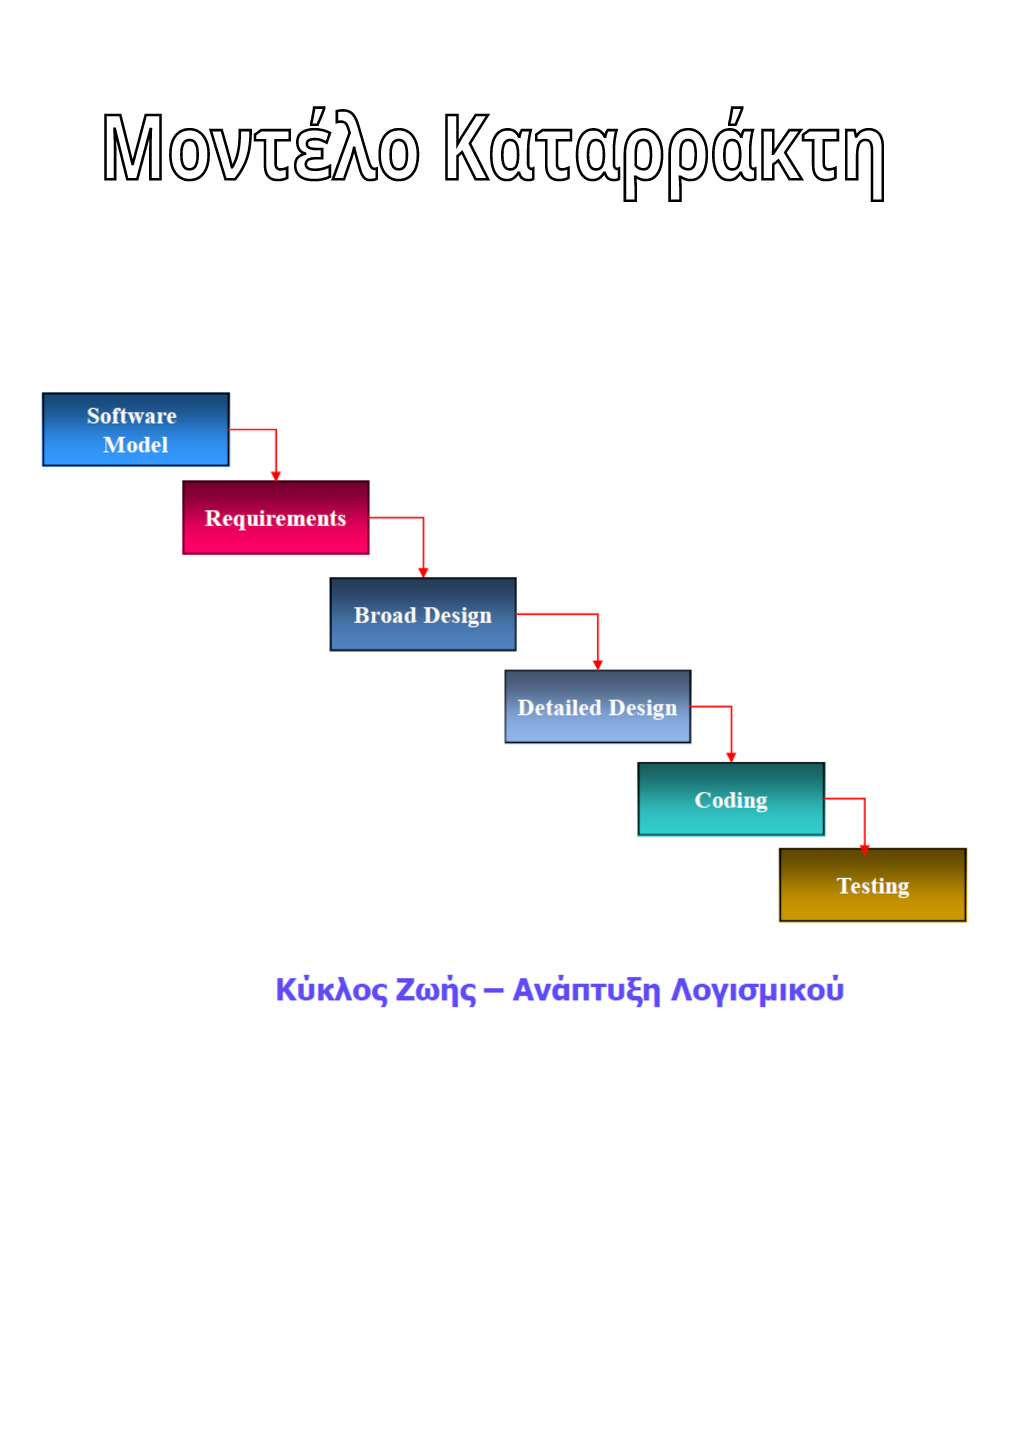 Μοντέλο Καταρράκτη
Software
Model
Requirements
Broad Design
Detailed Design
Coding
Testing
Κύκλος Ζωής – Ανάπτυξη Λογισμικού